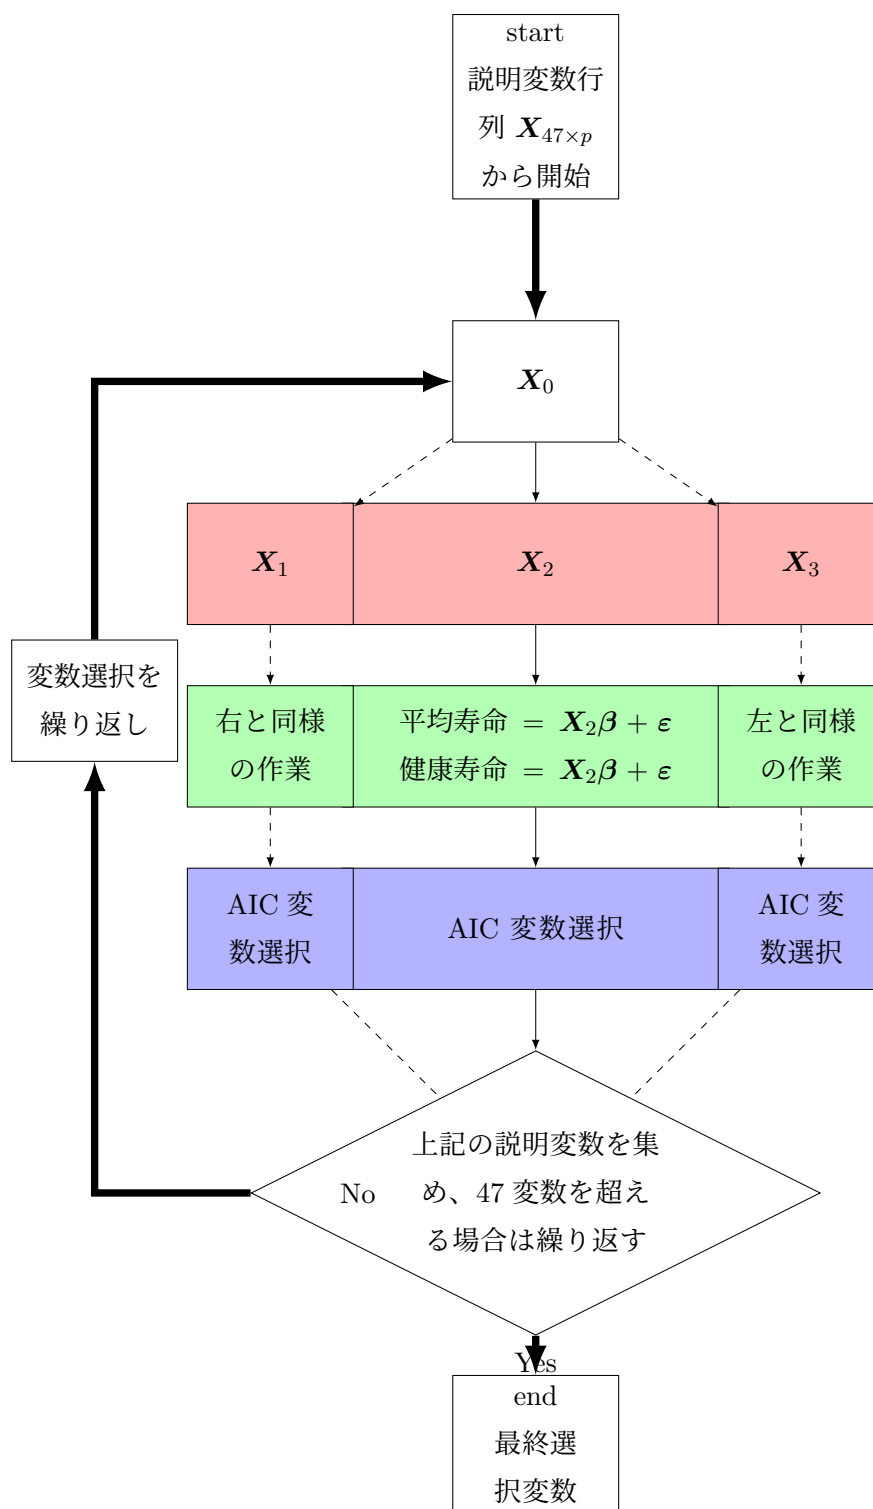 start
説明変数行
列 X₄₇ₓₚ
から開始
X₀
X₁
X₂
X₃
変数選択を
繰り返し
右と同様
の作業
平均寿命 = X₂β + ε
健康寿命 = X₂β + ε
左と同様
の作業
AIC 変
数選択
AIC 変数選択
AIC 変
数選択
No
上記の説明変数を集
め、47 変数を超え
る場合は繰り返す
Yes
end
最終選
択変数